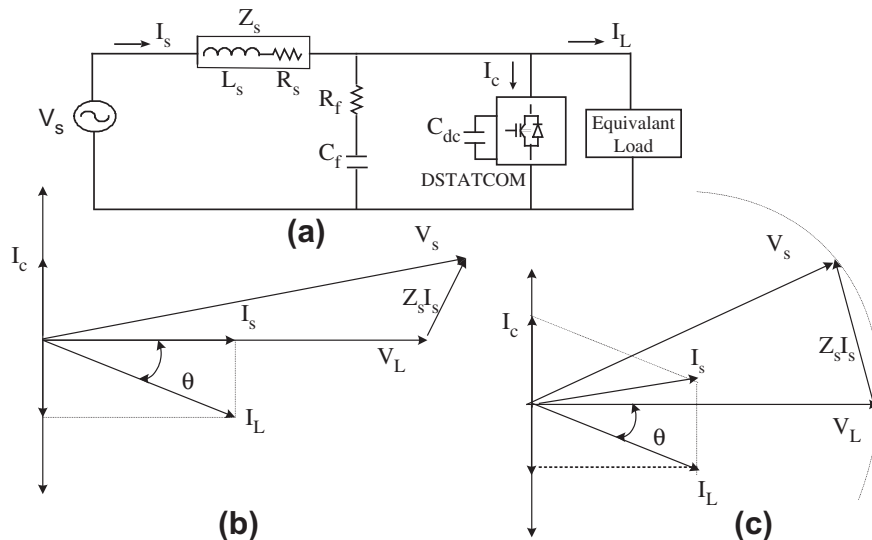 Z_s
I_s
I_L
L_s
R_s
I_c
R_f
V_s
C_dc
Equivalant
Load
C_f
DSTATCOM
(a)
V_s
I_c
I_s
Z_sI_s
V_L
θ
I_L
(b)
V_s
I_c
I_s
Z_sI_s
V_L
θ
I_L
(c)